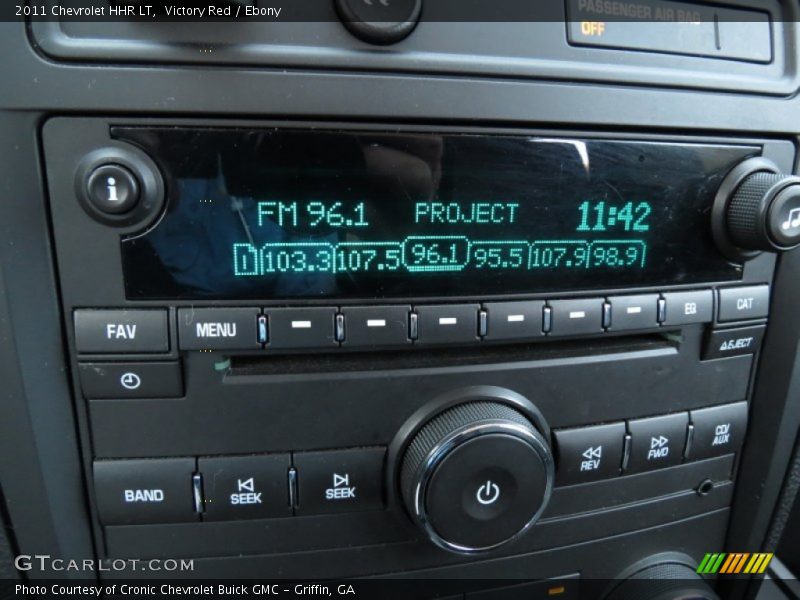 2011 Chevrolet HHR LT, Victory Red / Ebony
PASSENGER AIR BAG
OFF
i
FM 96.1 PROJECT 11:42
1 103.3 107.5 96.1 95.5 107.9 98.9
FAV MENU EQ CAT
EJECT
BAND SEEK SEEK REV FWD CD/AUX
GTCARLOT.COM
Photo Courtesy of Cronic Chevrolet Buick GMC – Griffin, GA